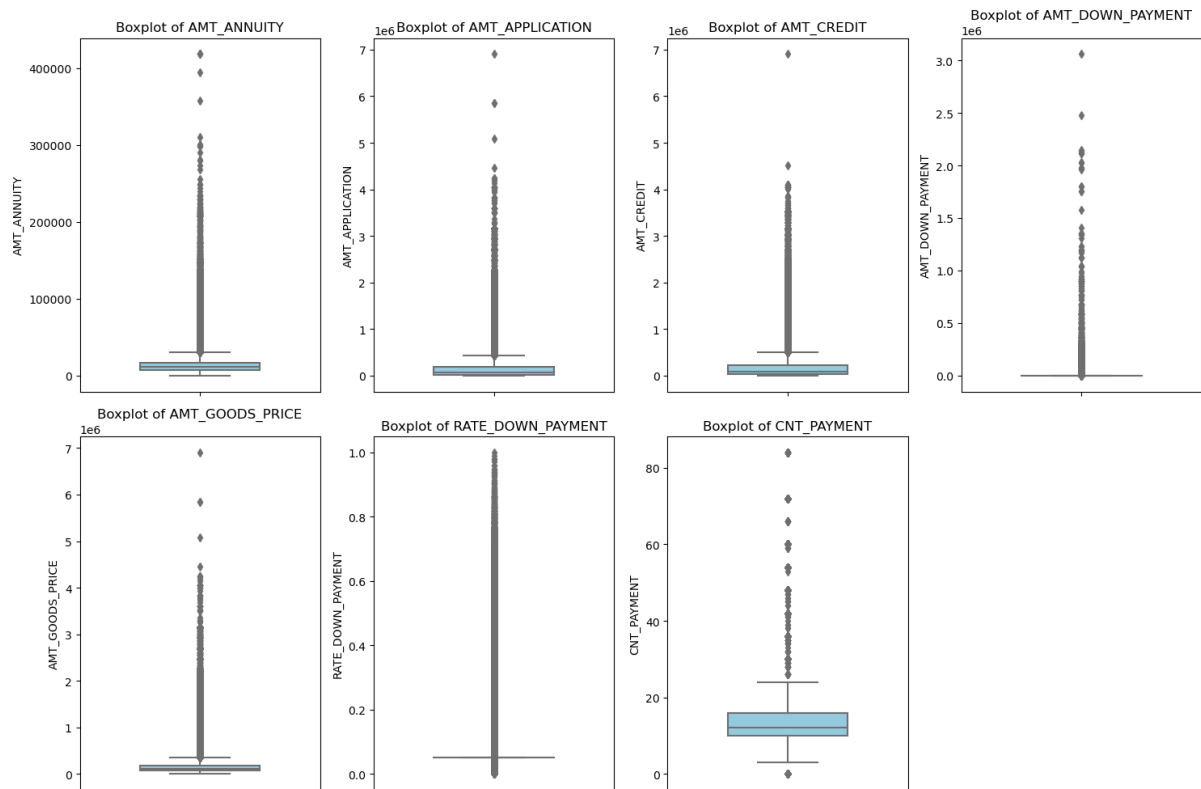 Boxplot of AMT_ANNUITY
AMT_ANNUITY
400000
300000
200000
100000
0
Boxplot of AMT_APPLICATION
1e6
AMT_APPLICATION
7
6
5
4
3
2
1
0
Boxplot of AMT_CREDIT
1e6
AMT_CREDIT
7
6
5
4
3
2
1
0
Boxplot of AMT_DOWN_PAYMENT
1e6
AMT_DOWN_PAYMENT
3.0
2.5
2.0
1.5
1.0
0.5
0.0
Boxplot of AMT_GOODS_PRICE
1e6
AMT_GOODS_PRICE
7
6
5
4
3
2
1
0
Boxplot of RATE_DOWN_PAYMENT
RATE_DOWN_PAYMENT
1.0
0.8
0.6
0.4
0.2
0.0
Boxplot of CNT_PAYMENT
CNT_PAYMENT
80
60
40
20
0